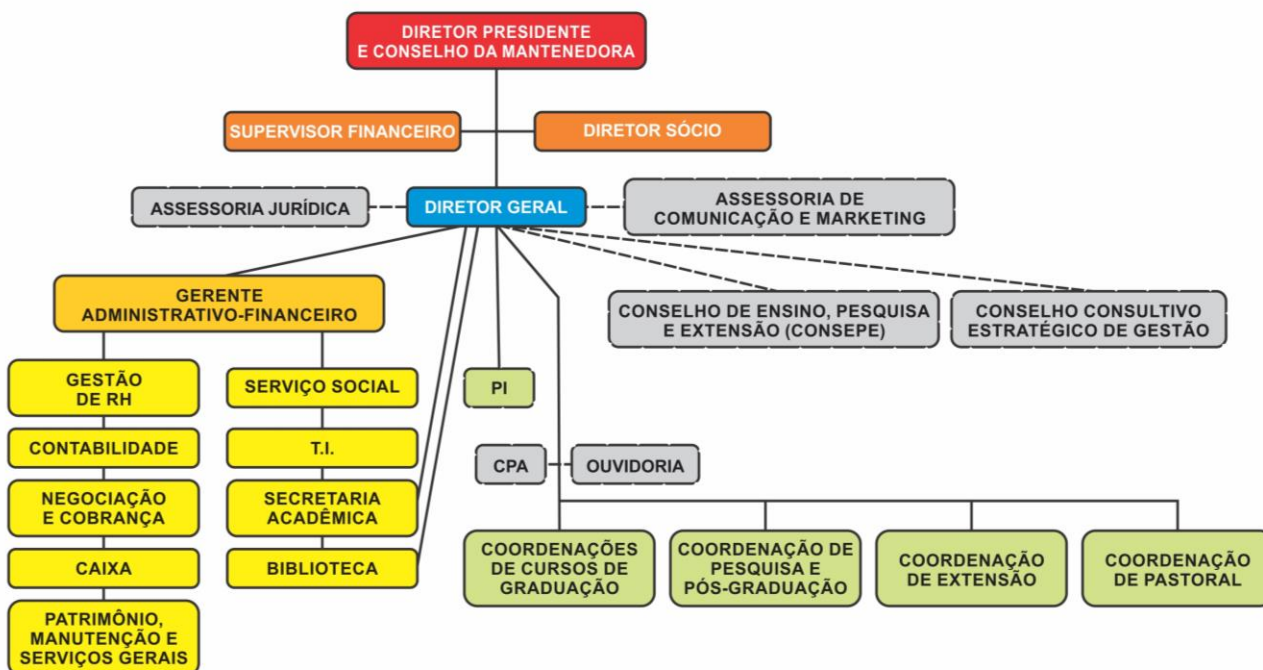 DIRETOR PRESIDENTE
E CONSELHO DA MANTENEDORA
SUPERVISOR FINANCEIRO
DIRETOR SÓCIO
ASSESSORIA JURÍDICA
DIRETOR GERAL
ASSESSORIA DE
COMUNICAÇÃO E MARKETING
GERENTE
ADMINISTRATIVO-FINANCEIRO
CONSELHO DE ENSINO, PESQUISA
E EXTENSÃO (CONSEPE)
CONSELHO CONSULTIVO
ESTRATÉGICO DE GESTÃO
GESTÃO
DE RH
CONTABILIDADE
NEGOCIAÇÃO
E COBRANÇA
CAIXA
PATRIMÔNIO,
MANUTENÇÃO E
SERVIÇOS GERAIS
SERVIÇO SOCIAL
T.I.
SECRETARIA
ACADÊMICA
BIBLIOTECA
PI
CPA
OUVIDORIA
COORDENAÇÕES
DE CURSOS DE
GRADUAÇÃO
COORDENAÇÃO DE
PESQUISA E
PÓS-GRADUAÇÃO
COORDENAÇÃO
DE EXTENSÃO
COORDENAÇÃO
DE PASTORAL